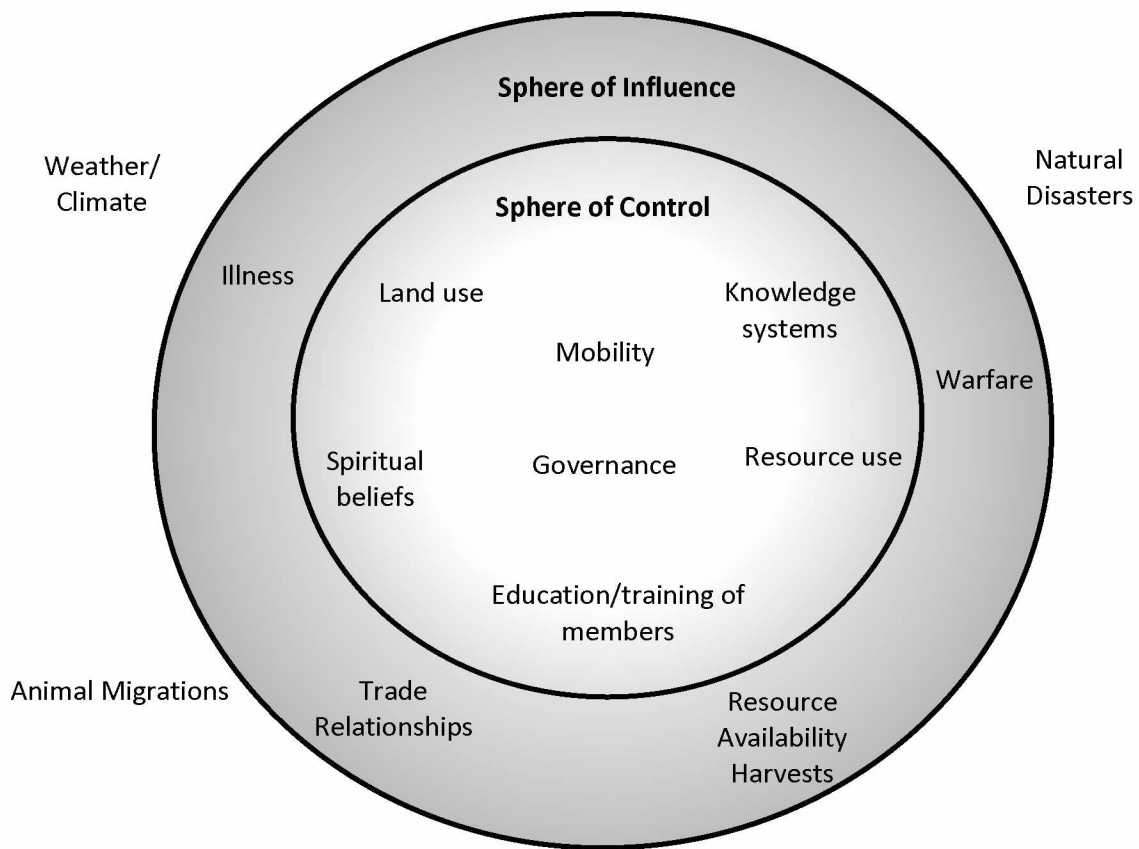 Sphere of Influence
Weather/
Climate
Natural
Disasters
Sphere of Control
Illness
Land use
Knowledge
systems
Mobility
Warfare
Spiritual
beliefs
Governance
Resource use
Education/training of
members
Animal Migrations
Trade
Relationships
Resource
Availability
Harvests